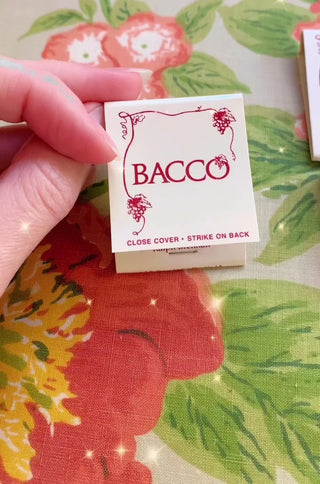 BACCO
CLOSE COVER • STRIKE ON BACK